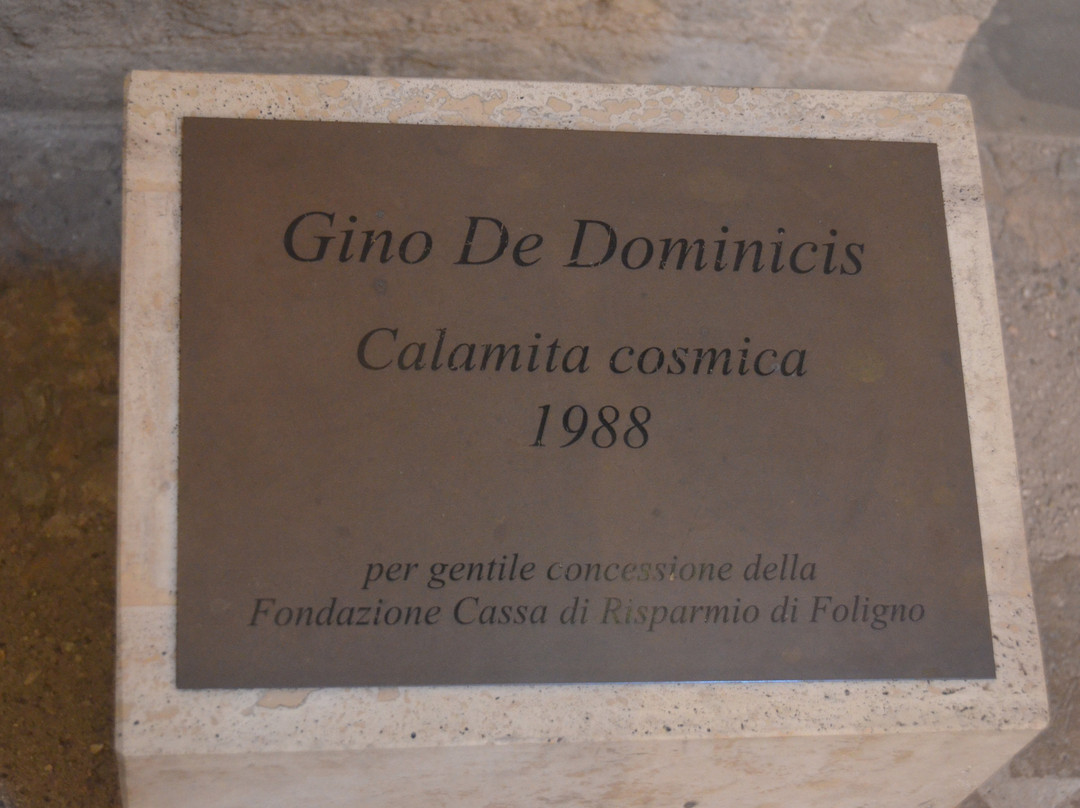 Gino De Dominicis
Calamita cosmica
1988
per gentile concessione della
Fondazione Cassa di Risparmio di Foligno